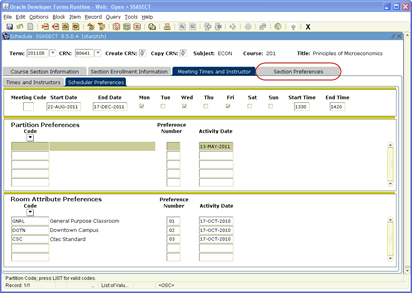 Oracle Developer Forms Runtime - Web: Open > SSASECT
File Edit Options Block Item Record Query Tools Help
Schedule SSASECT 8.5.0.4
Term: 201100 CRN: 80641 Create CRN: Copy CRN: Subject: ECON Course: 201 Title: Principles of Microeconomics
Course Section Information Section Enrollment Information Meeting Times and Instructor Section Preferences
Times and Instructors Scheduler Preferences
Meeting Code Start Date End Date Mon Tue Wed Thu Fri Sat Sun Start Time End Time
22-AUG-2011 17-DEC-2011 1330 1420
Partition Preferences
Code Preference Number Activity Date
13-MAY-2011
Room Attribute Preferences
Code Preference Number Activity Date
GNRL General Purpose Classroom 01 17-OCT-2010
DOTN Downtown Campus 02 17-OCT-2010
CSC Ctec Standard 03 17-OCT-2010
Partition Code, press LIST for valid codes.
Record: 1/1 ... List of Valu... <OSC>